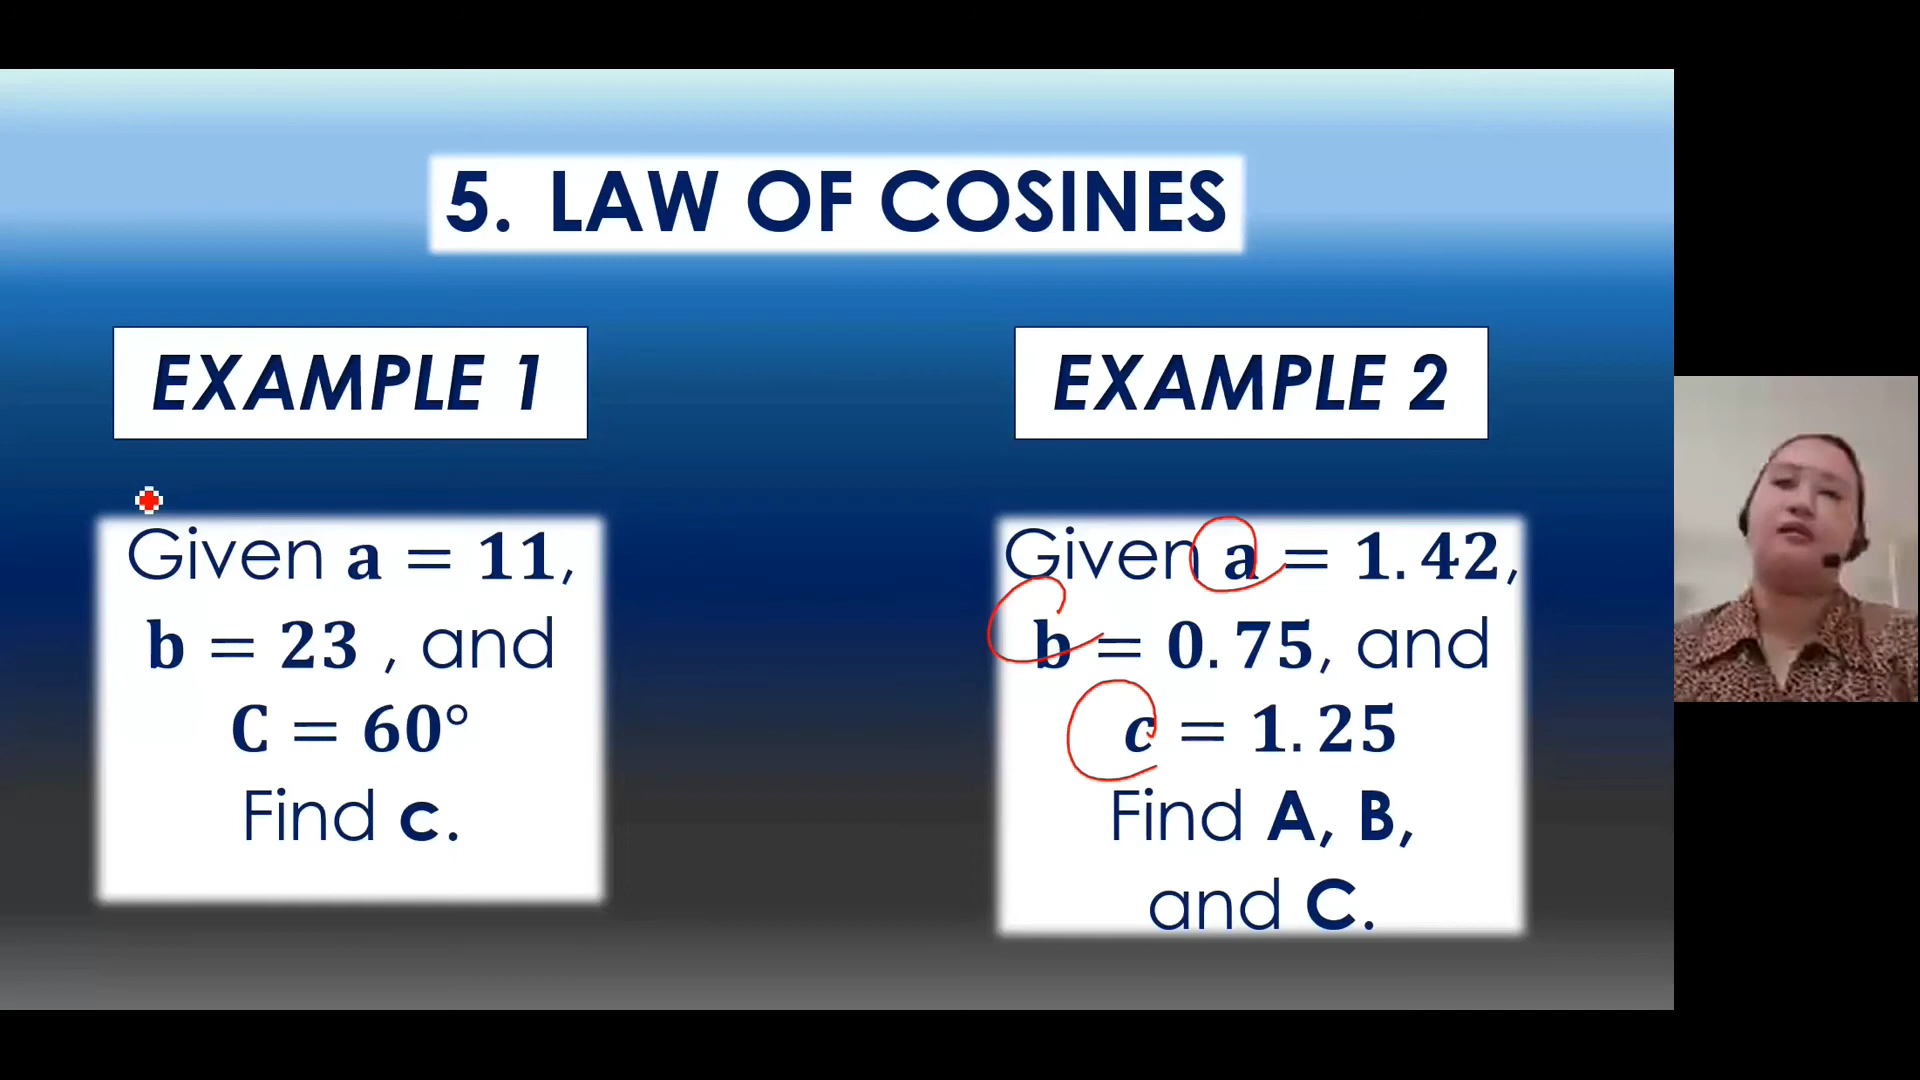 5. LAW OF COSINES
EXAMPLE 1
Given a = 11,
b = 23 , and
C = 60°
Find c.
EXAMPLE 2
Given a = 1.42,
b = 0.75, and
c = 1.25
Find A, B,
and C.